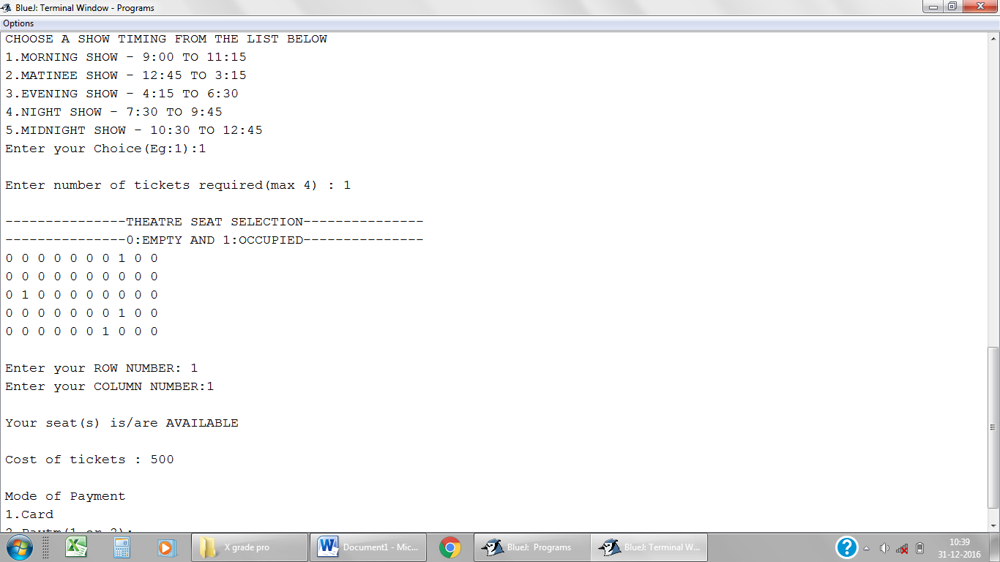 BlueJ: Terminal Window - Programs
Options
CHOOSE A SHOW TIMING FROM THE LIST BELOW
1.MORNING SHOW - 9:00 TO 11:15
2.MATINEE SHOW - 12:45 TO 3:15
3.EVENING SHOW - 4:15 TO 6:30
4.NIGHT SHOW - 7:30 TO 9:45
5.MIDNIGHT SHOW - 10:30 TO 12:45
Enter your Choice(Eg:1):1
Enter number of tickets required(max 4) : 1
---------------THEATRE SEAT SELECTION---------------
---------------0:EMPTY AND 1:OCCUPIED---------------
0 0 0 0 0 0 0 1 0 0
0 0 0 0 0 0 0 0 0 0
0 1 0 0 0 0 0 0 0 0
0 0 0 0 0 0 0 1 0 0
0 0 0 0 0 0 1 0 0 0
Enter your ROW NUMBER: 1
Enter your COLUMN NUMBER:1
Your seat(s) is/are AVAILABLE
Cost of tickets : 500
Mode of Payment
1.Card
2.Paytm(1 or 2):
X grade pro
Document1 - Mic...
BlueJ: Programs
BlueJ: Terminal W...
10:39
31-12-2016